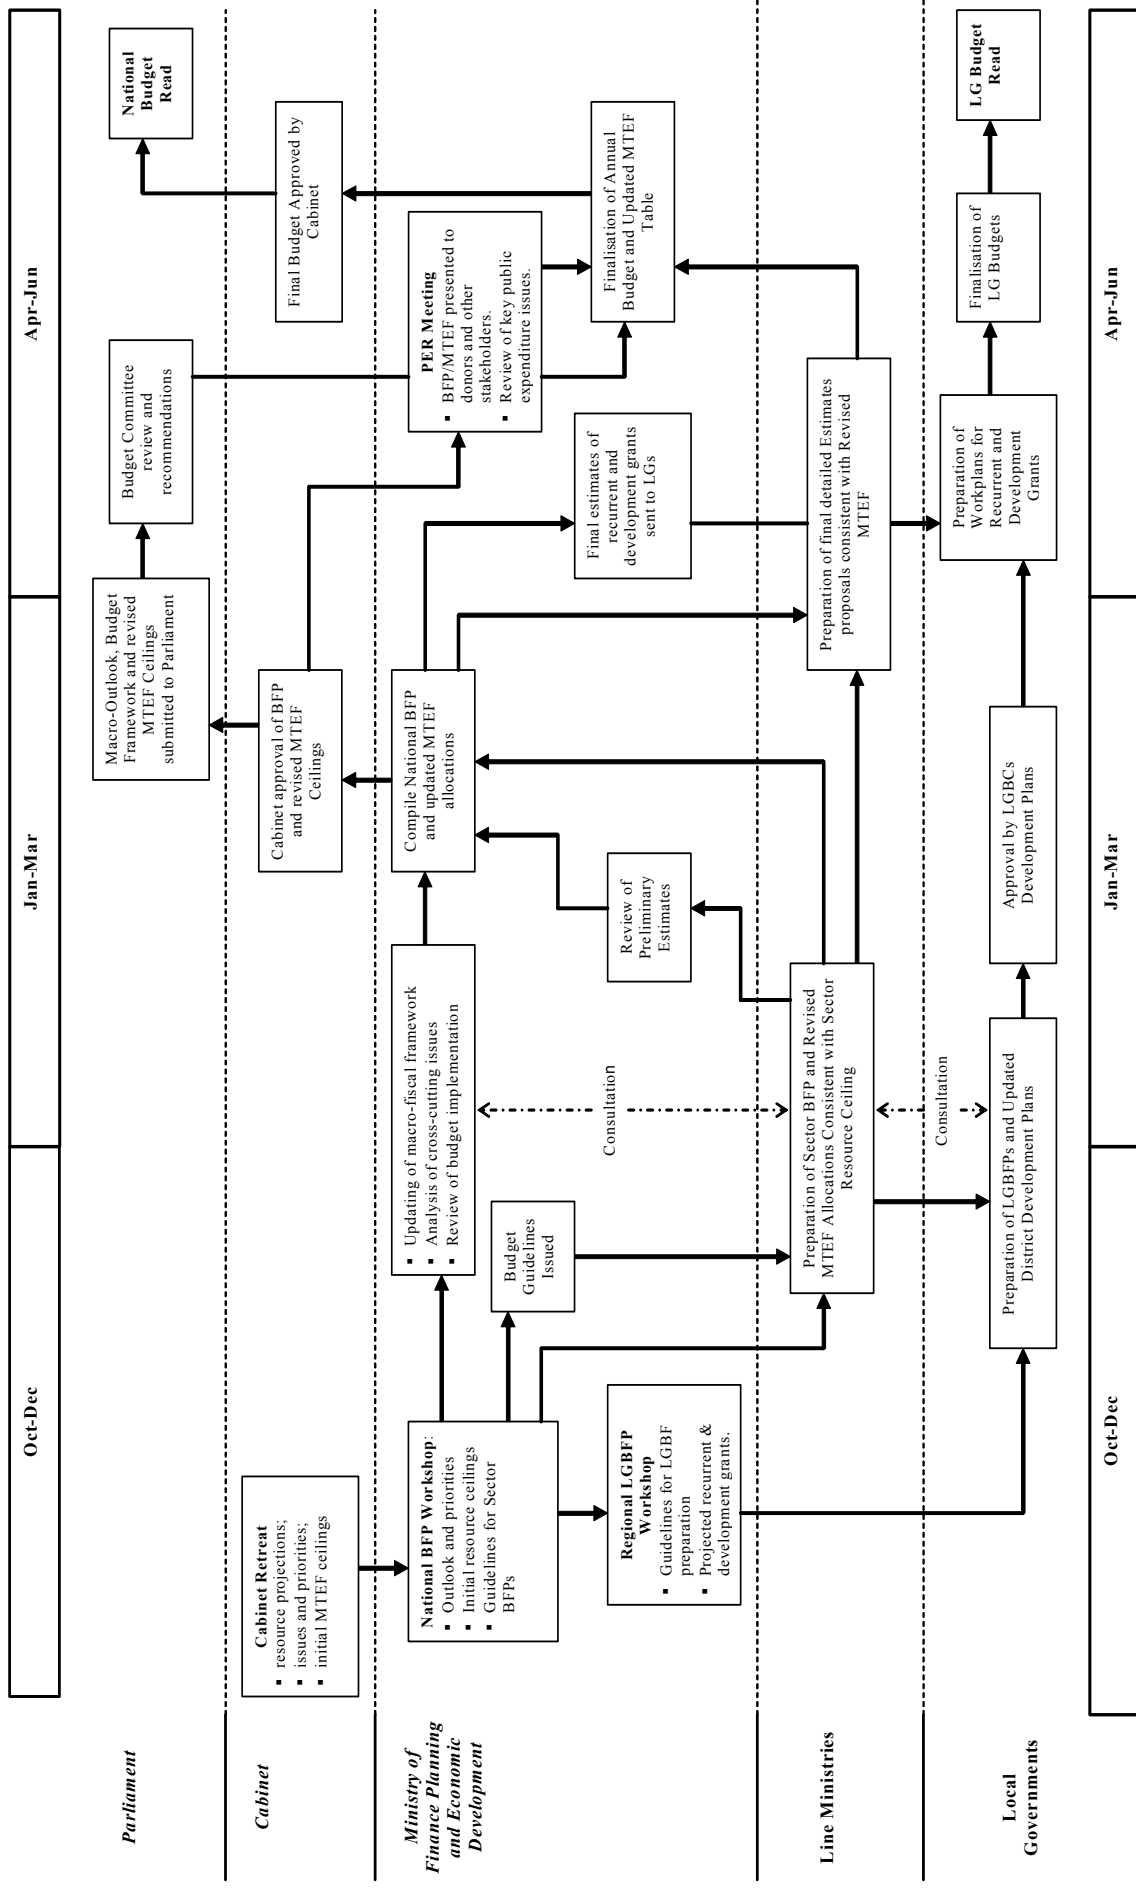 Oct-Dec
Jan-Mar
Apr-Jun
Parliament
Macro-Outlook, Budget
Framework and revised
MTEF Ceilings
submitted to Parliament
Budget Committee
review and
recommendations
National
Budget
Read
Cabinet
Cabinet Retreat
▪ resource projections;
▪ issues and priorities;
▪ initial MTEF ceilings
Cabinet approval of BFP
and revised MTEF
Ceilings
Final Budget Approved by
Cabinet
Ministry of
Finance Planning
and Economic
Development
National BFP Workshop:
▪ Outlook and priorities
▪ Initial resource ceilings
▪ Guidelines for Sector
BFPs
Regional LGBFP
Workshop
▪ Guidelines for LGBF
preparation
▪ Projected recurrent &
development grants.
▪ Updating of macro-fiscal framework
▪ Analysis of cross-cutting issues
▪ Review of budget implementation
Budget
Guidelines
Issued
Consultation
Review of
Preliminary
Estimates
Compile National BFP
and updated MTEF
allocations
Final estimates of
recurrent and
development grants
sent to LGs
PER Meeting
▪ BFP/MTEF presented to
donors and other
stakeholders.
▪ Review of key public
expenditure issues.
Finalisation of Annual
Budget and Updated MTEF
Table
Line Ministries
Preparation of Sector BFP and Revised
MTEF Allocations Consistent with Sector
Resource Ceiling
Preparation of final detailed Estimates
proposals consistent with Revised
MTEF
Consultation
Local
Governments
Preparation of LGBFPs and Updated
District Development Plans
Approval by LGBCs
Development Plans
Preparation of
Workplans for
Recurrent and
Development
Grants
Finalisation of
LG Budgets
LG Budget
Read
Oct-Dec
Jan-Mar
Apr-Jun